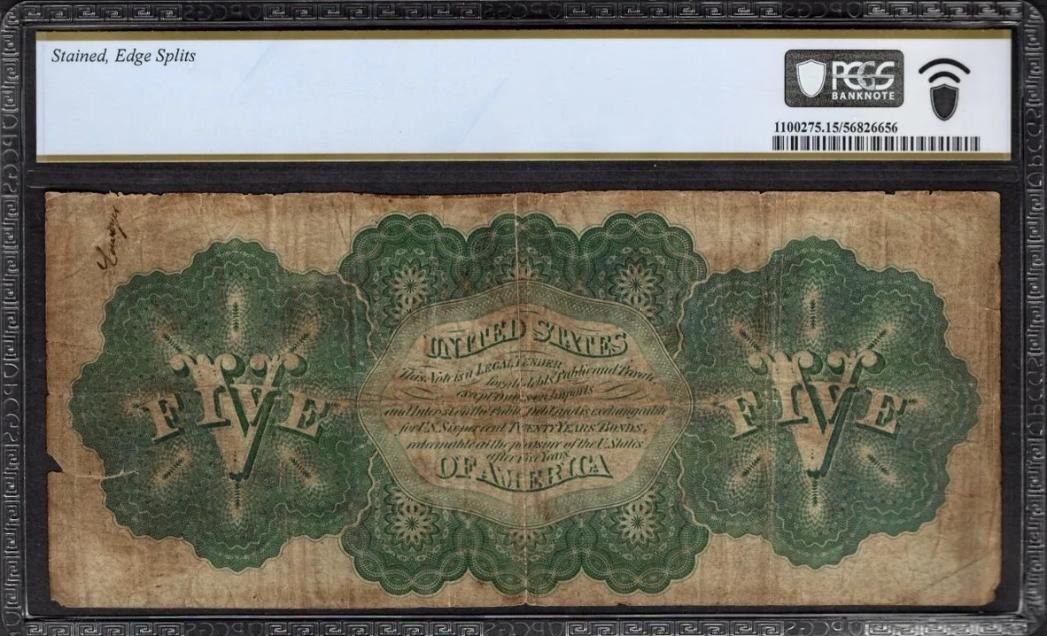 Stained, Edge Splits
PCGS
BANKNOTE
1100275.15/56826656
UNITED STATES
This Note is a LEGAL TENDER
for all debts Public and Private
except Duties on Imports
and Interest on the Public Debt, and is exchangeable
for U.S. Six per cent TWENTY YEARS BONDS,
redeemable at the pleasure of the U. States
after Five Years.
OF AMERICA
FIVE
V
FIVE
V